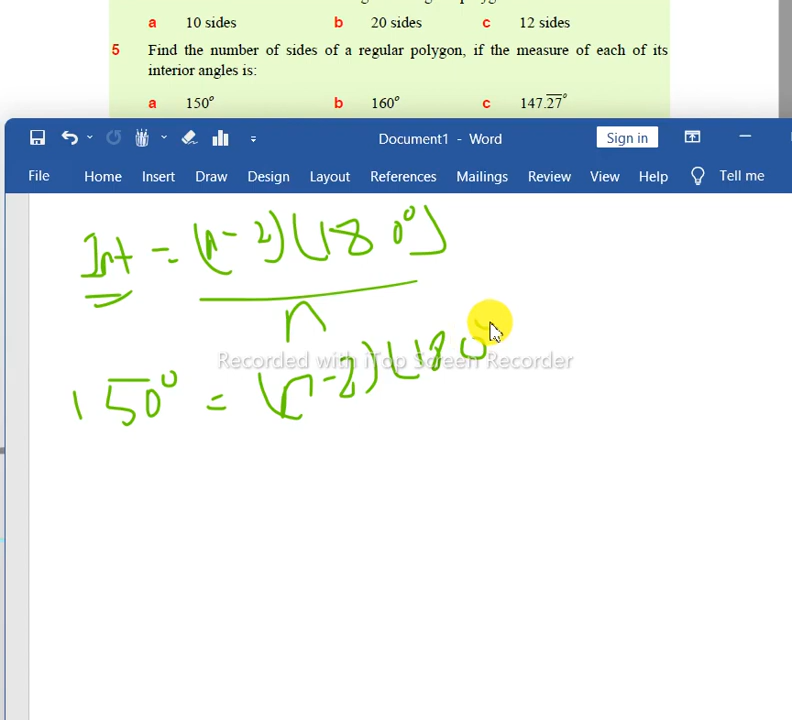 a 10 sides b 20 sides c 12 sides
5 Find the number of sides of a regular polygon, if the measure of each of its
interior angles is:
a 150° b 160° c 147.2̅7̅°
Document1 - Word Sign in
File Home Insert Draw Design Layout References Mailings Review View Help Tell me
Int = (n-2)(180°)
n
Recorded with iTop Screen Recorder
150° = (n-2)(180°